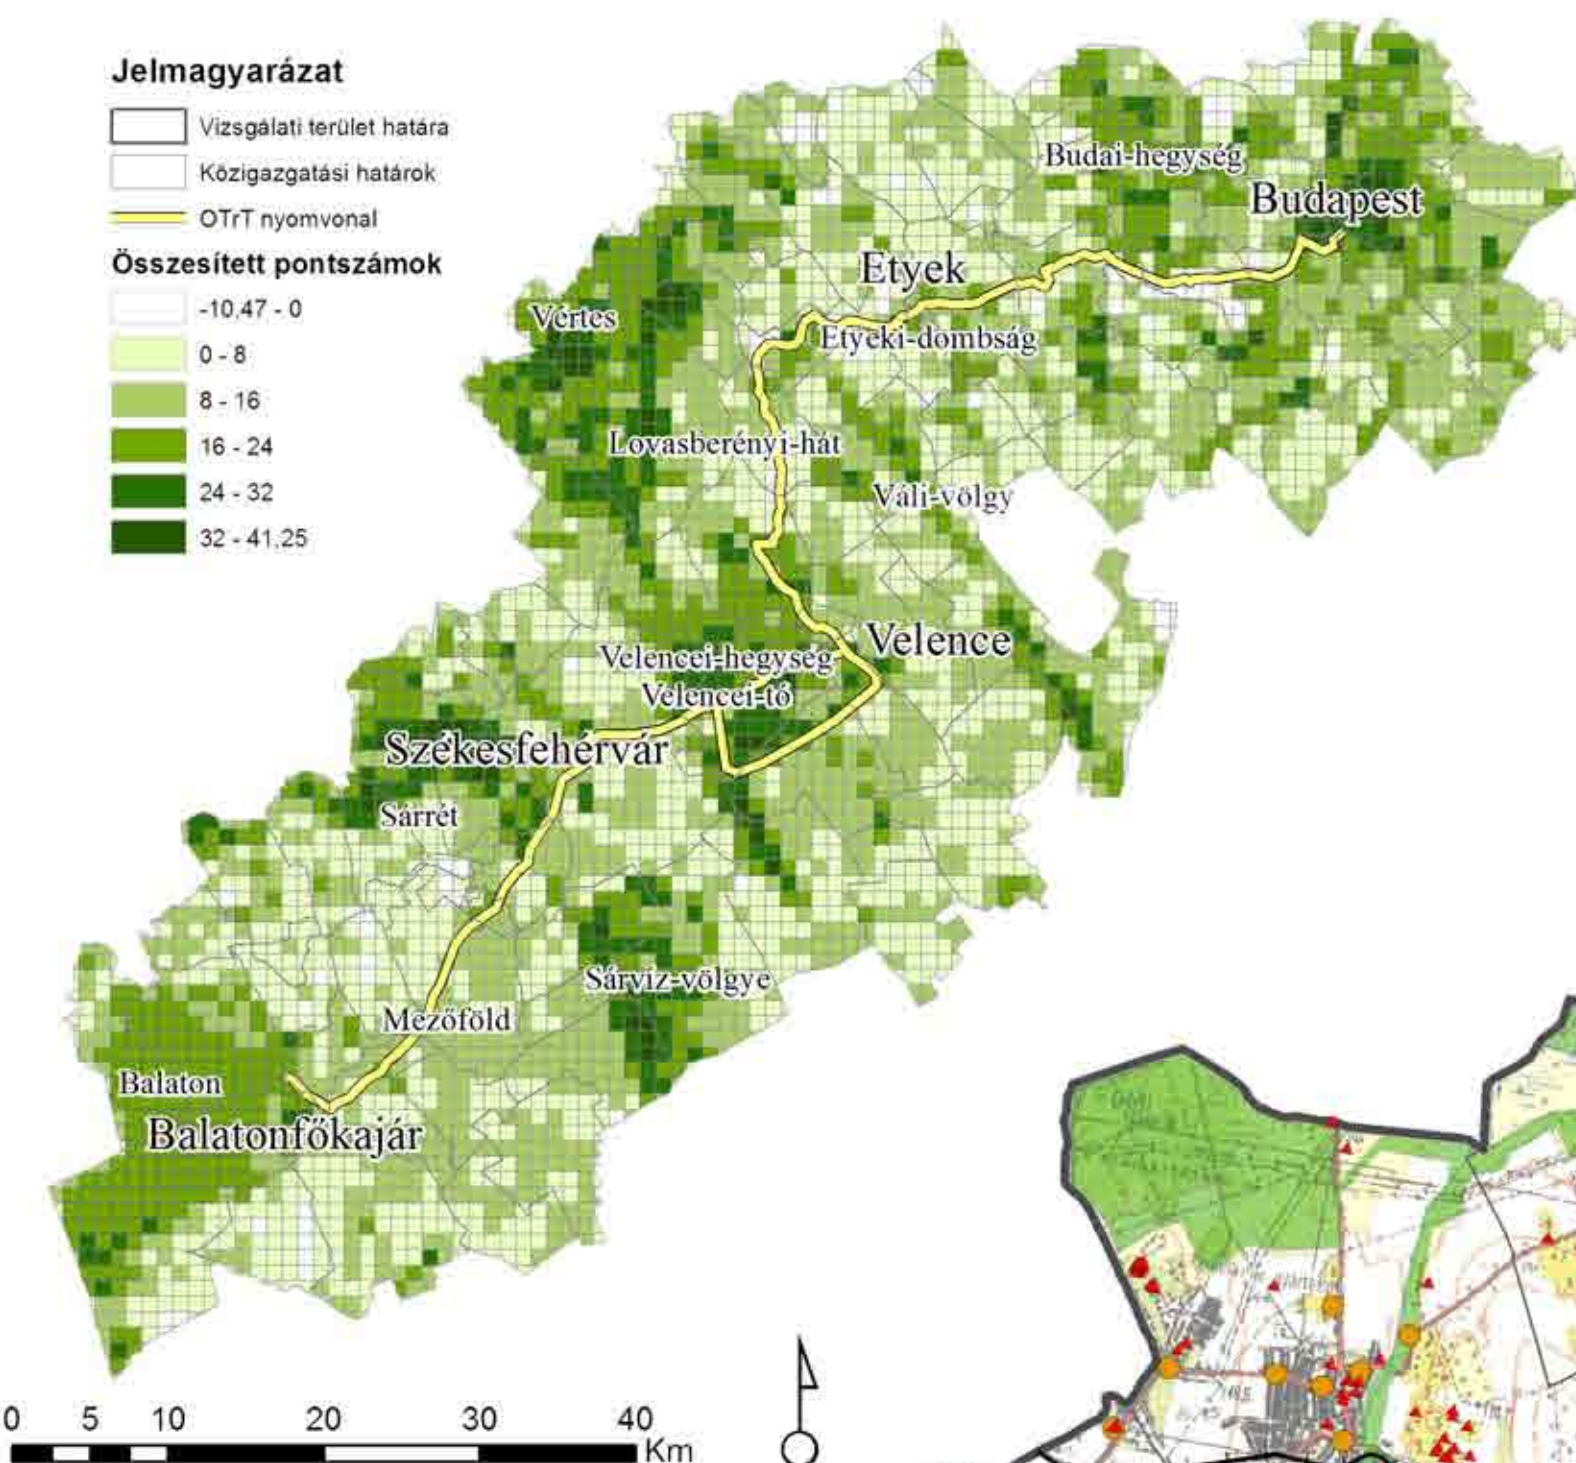 Jelmagyarázat
Vizsgálati terület határa
Közigazgatási határok
OTrT nyomvonal
Összesített pontszámok
-10,47 - 0
0 - 8
8 - 16
16 - 24
24 - 32
32 - 41,25
Budai-hegység
Budapest
Etyek
Vértes
Etyeki-dombság
Lovasberényi-hát
Váli-völgy
Velence
Velencei-hegység
Velencei-tó
Székesfehérvár
Sárrét
Sárvíz-völgye
Mezőföld
Balaton
Balatonfőkajár
0 5 10 20 30 40
Km